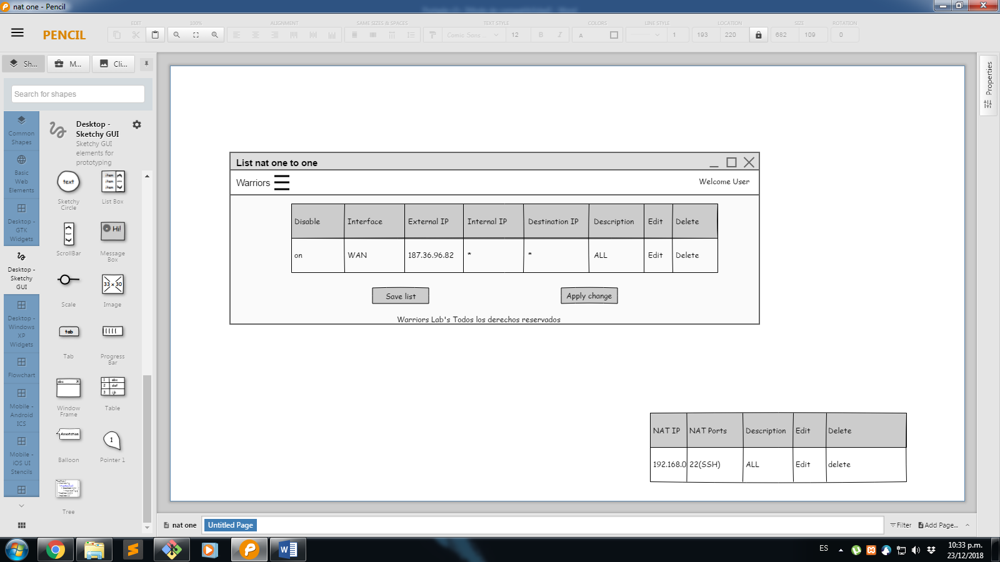 nat one - Pencil
PENCIL
EDIT
100%
ALIGNMENT
SAME SIZES & SPACES
TEXT STYLE
COLORS
LINE STYLE
LOCATION
SIZE
ROTATION
Comic Sans ...
12
B
I
A
1
193
220
682
109
0
Sh...
M...
Cli...
Properties
Search for shapes
Common
Shapes
Basic
Web
Elements
Desktop -
GTK
Widgets
Desktop -
Sketchy
GUI
Desktop -
Windows
XP
Widgets
Flowchart
Mobile -
Android
ICS
Mobile -
iOS UI
Stencils
Desktop -
Sketchy GUI
Sketchy GUI
elements for
prototyping
text
item
item
item
Sketchy
Circle
List Box
Hi!
ScrollBar
Message
Box
33 x 30
Scale
Image
tab
Tab
Progress
Bar
abc
1 abc
2 def
3 ijk
Window
Frame
Table
Annotation
1
Balloon
Pointer 1
Tree
List nat one to one
Warriors
Welcome User
Disable Interface External IP Internal IP Destination IP Description Edit Delete
on WAN 187.36.96.82 * * ALL Edit Delete
Save list
Apply change
Warriors Lab's Todos los derechos reservados
NAT IP NAT Ports Description Edit Delete
192.168.0 22(SSH) ALL Edit delete
nat one
Untitled Page
Filter
Add Page...
ES
10:33 p.m.
23/12/2018